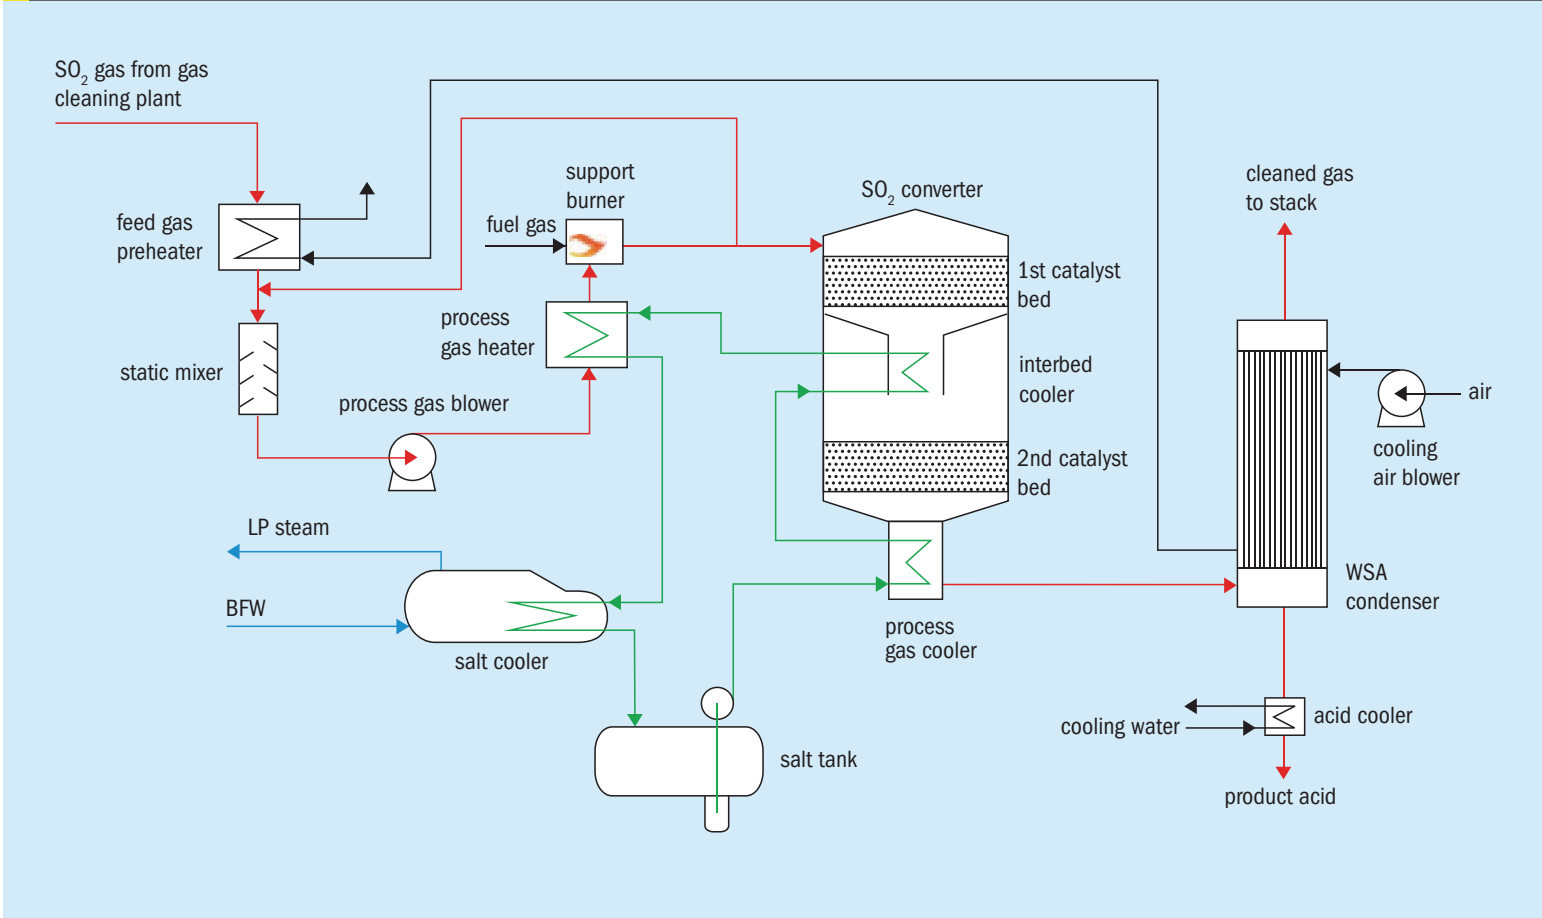 SO₂ gas from gas
cleaning plant
feed gas
preheater
static mixer
support
burner
fuel gas
process
gas heater
process gas blower
SO₂ converter
1st catalyst
bed
interbed
cooler
2nd catalyst
bed
process
gas cooler
LP steam
BFW
salt cooler
salt tank
cleaned gas
to stack
air
cooling
air blower
WSA
condenser
cooling water
acid cooler
product acid